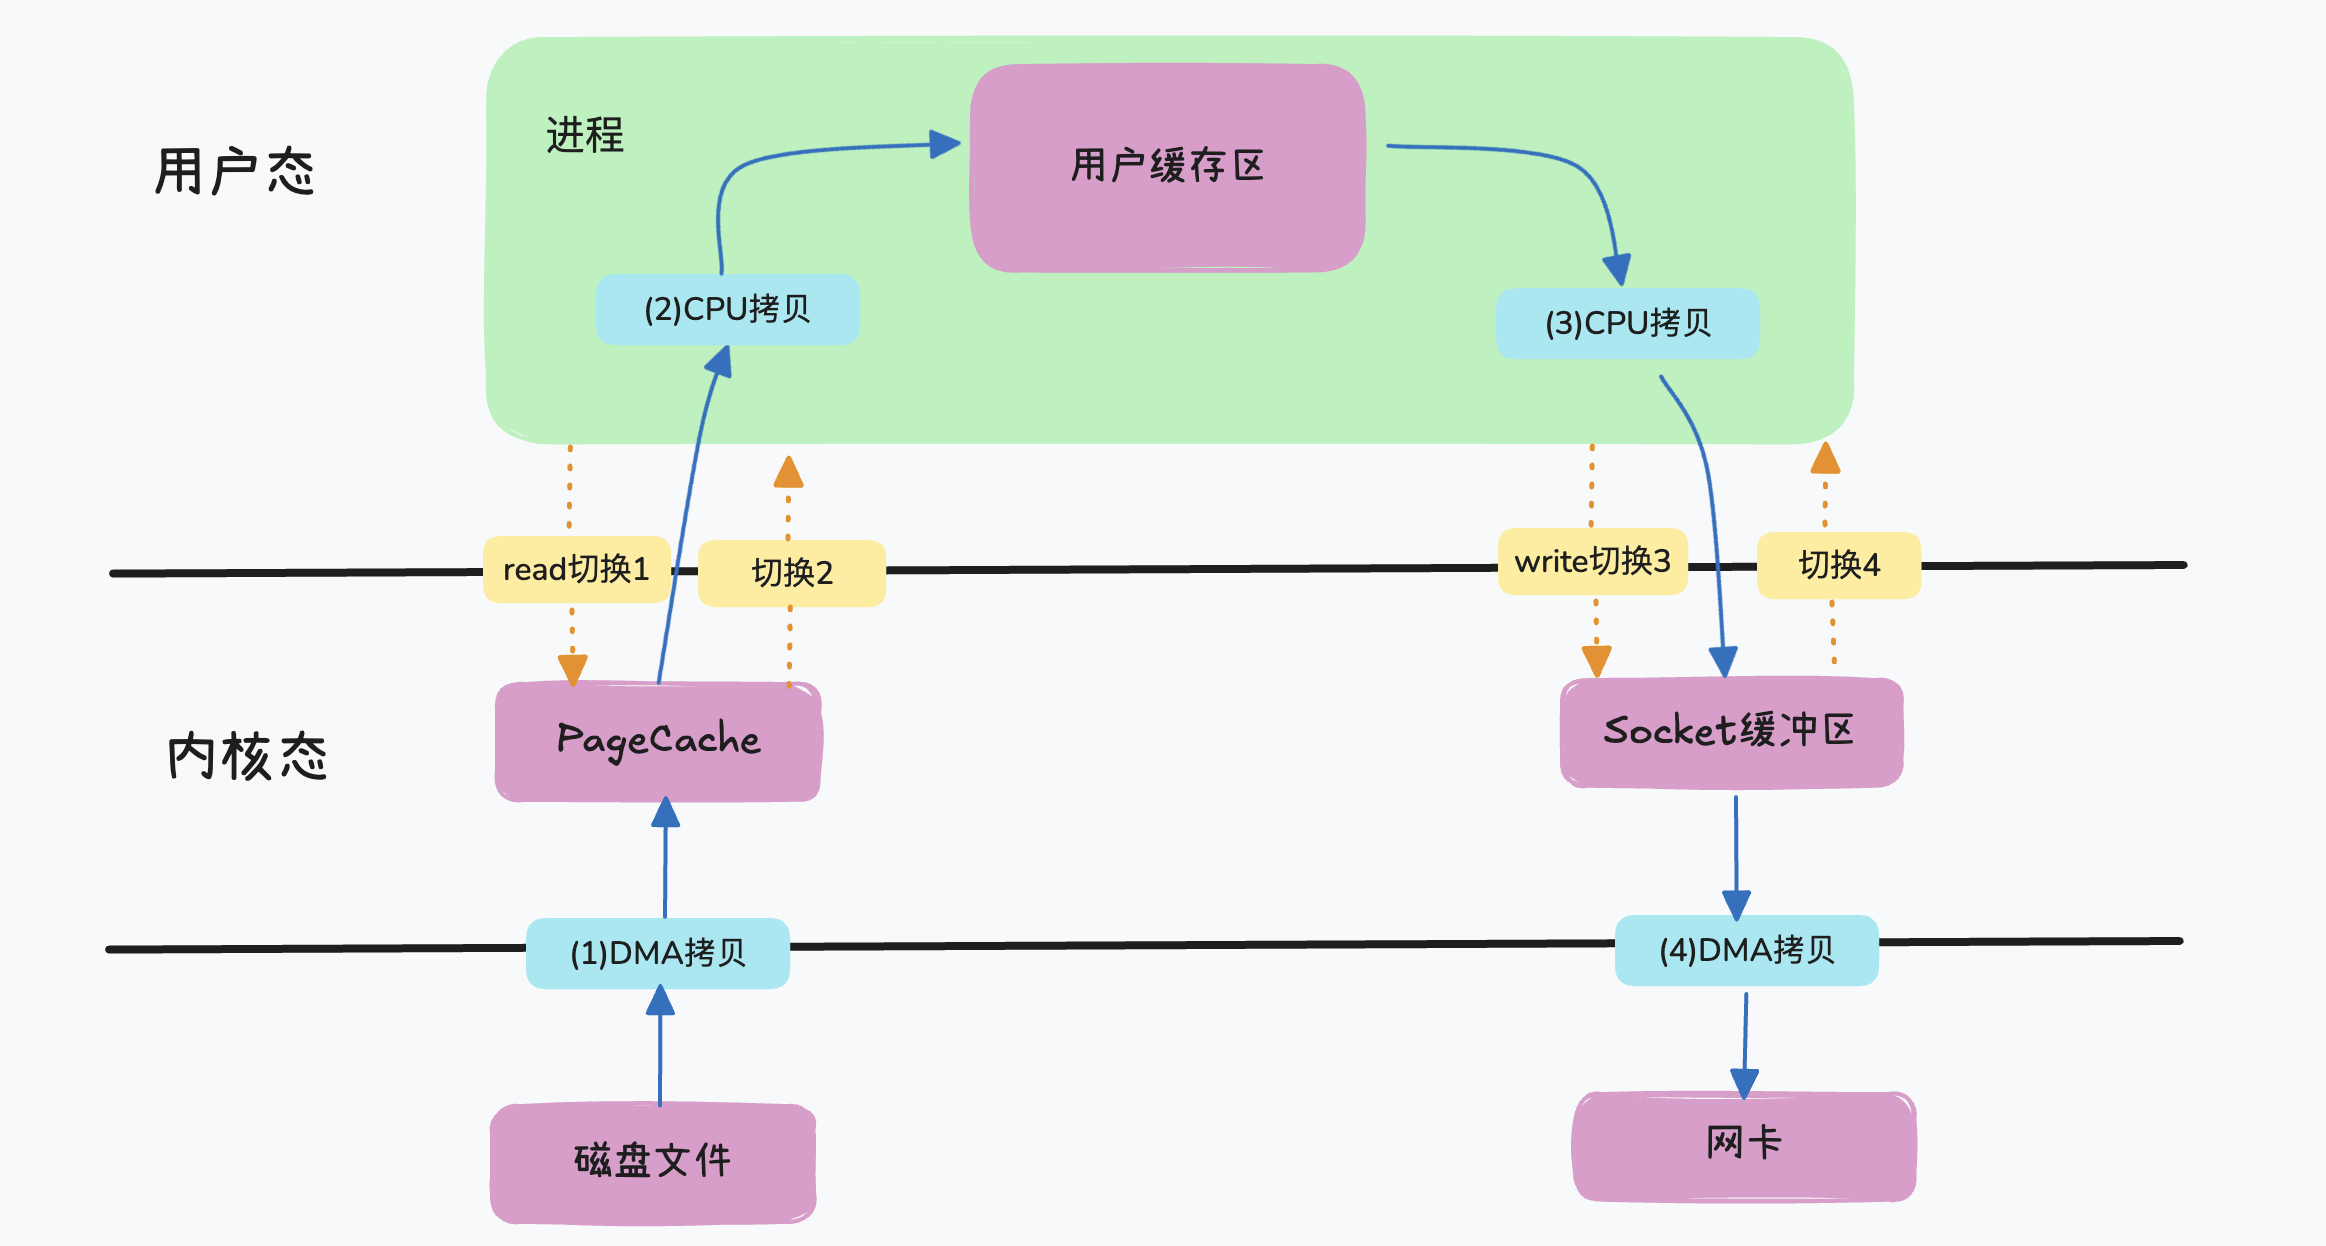 进程
用户缓存区
用户态
(2)CPU拷贝
(3)CPU拷贝
read切换1
切换2
write切换3
切换4
PageCache
Socket缓冲区
内核态
(1)DMA拷贝
(4)DMA拷贝
磁盘文件
网卡